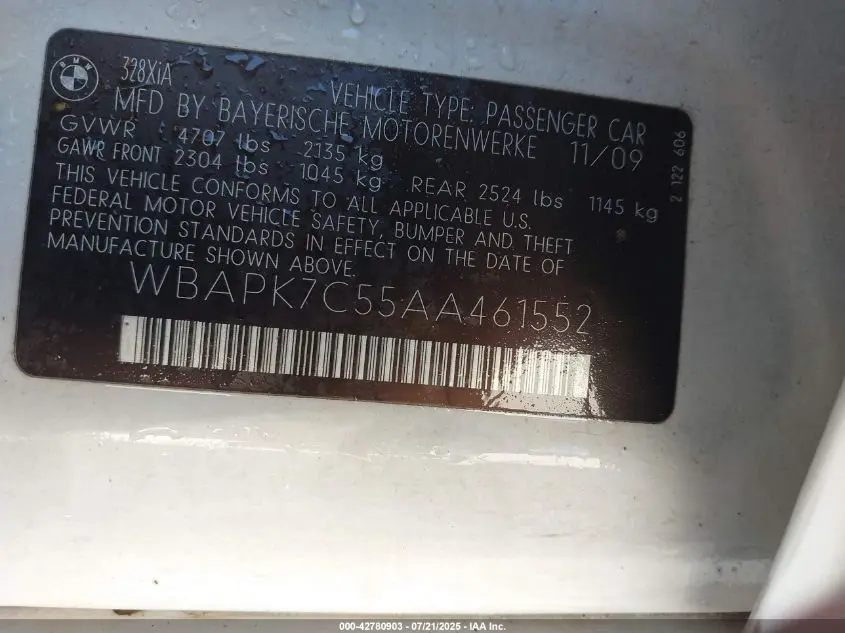 BMW
328XiA
VEHICLE TYPE: PASSENGER CAR
MFD BY BAYERISCHE MOTORENWERKE 11/09
GVWR 4707 lbs 2135 kg
GAWR FRONT 2304 lbs 1045 kg REAR 2524 lbs 1145 kg
THIS VEHICLE CONFORMS TO ALL APPLICABLE U.S.
FEDERAL MOTOR VEHICLE SAFETY, BUMPER AND THEFT
PREVENTION STANDARDS IN EFFECT ON THE DATE OF
MANUFACTURE SHOWN ABOVE.
WBAPK7C55AA461552
2 122 606
000-42780903 - 07/21/2025 - IAA Inc.